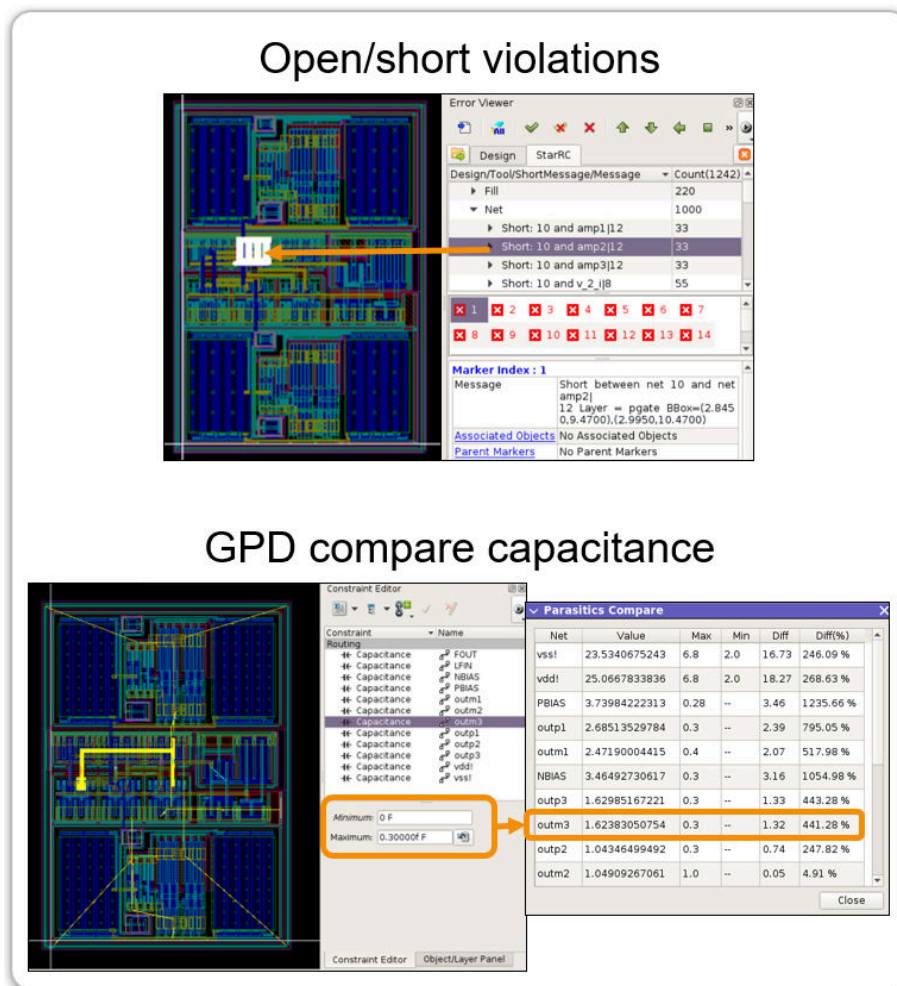 Open/short violations
Error Viewer
All
Design StarRC
Design/Tool/ShortMessage/Message Count(1242)
Fill 220
Net 1000
Short: 10 and amp1|12 33
Short: 10 and amp2|12 33
Short: 10 and amp3|12 33
Short: 10 and v_2_i|8 55
1 2 3 4 5 6 7
8 9 10 11 12 13 14
Marker Index : 1
Message Short between net 10 and net
amp2|
12 Layer = pgate BBox=(2.845
0,9.4700),(2.9950,10.4700)
Associated Objects No Associated Objects
Parent Markers No Parent Markers
GPD compare capacitance
Constraint Editor
Constraint Name
Routing
Capacitance FOUT
Capacitance LFIN
Capacitance NBIAS
Capacitance PBIAS
Capacitance outm1
Capacitance outm2
Capacitance outm3
Capacitance outp1
Capacitance outp2
Capacitance outp3
Capacitance vdd!
Capacitance vss!
Minimum: 0 F
Maximum: 0.30000f F
Constraint Editor Object/Layer Panel
Parasitics Compare
Net Value Max Min Diff Diff(%)
vss! 23.5340675243 6.8 2.0 16.73 246.09 %
vdd! 25.0667833836 6.8 2.0 18.27 268.63 %
PBIAS 3.73984222313 0.28 -- 3.46 1235.66 %
outp1 2.68513529784 0.3 -- 2.39 795.05 %
outm1 2.47190004415 0.4 -- 2.07 517.98 %
NBIAS 3.46492730617 0.3 -- 3.16 1054.98 %
outp3 1.62985167221 0.3 -- 1.33 443.28 %
outm3 1.62383050754 0.3 -- 1.32 441.28 %
outp2 1.04346499492 0.3 -- 0.74 247.82 %
outm2 1.04909267061 1.0 -- 0.05 4.91 %
Close